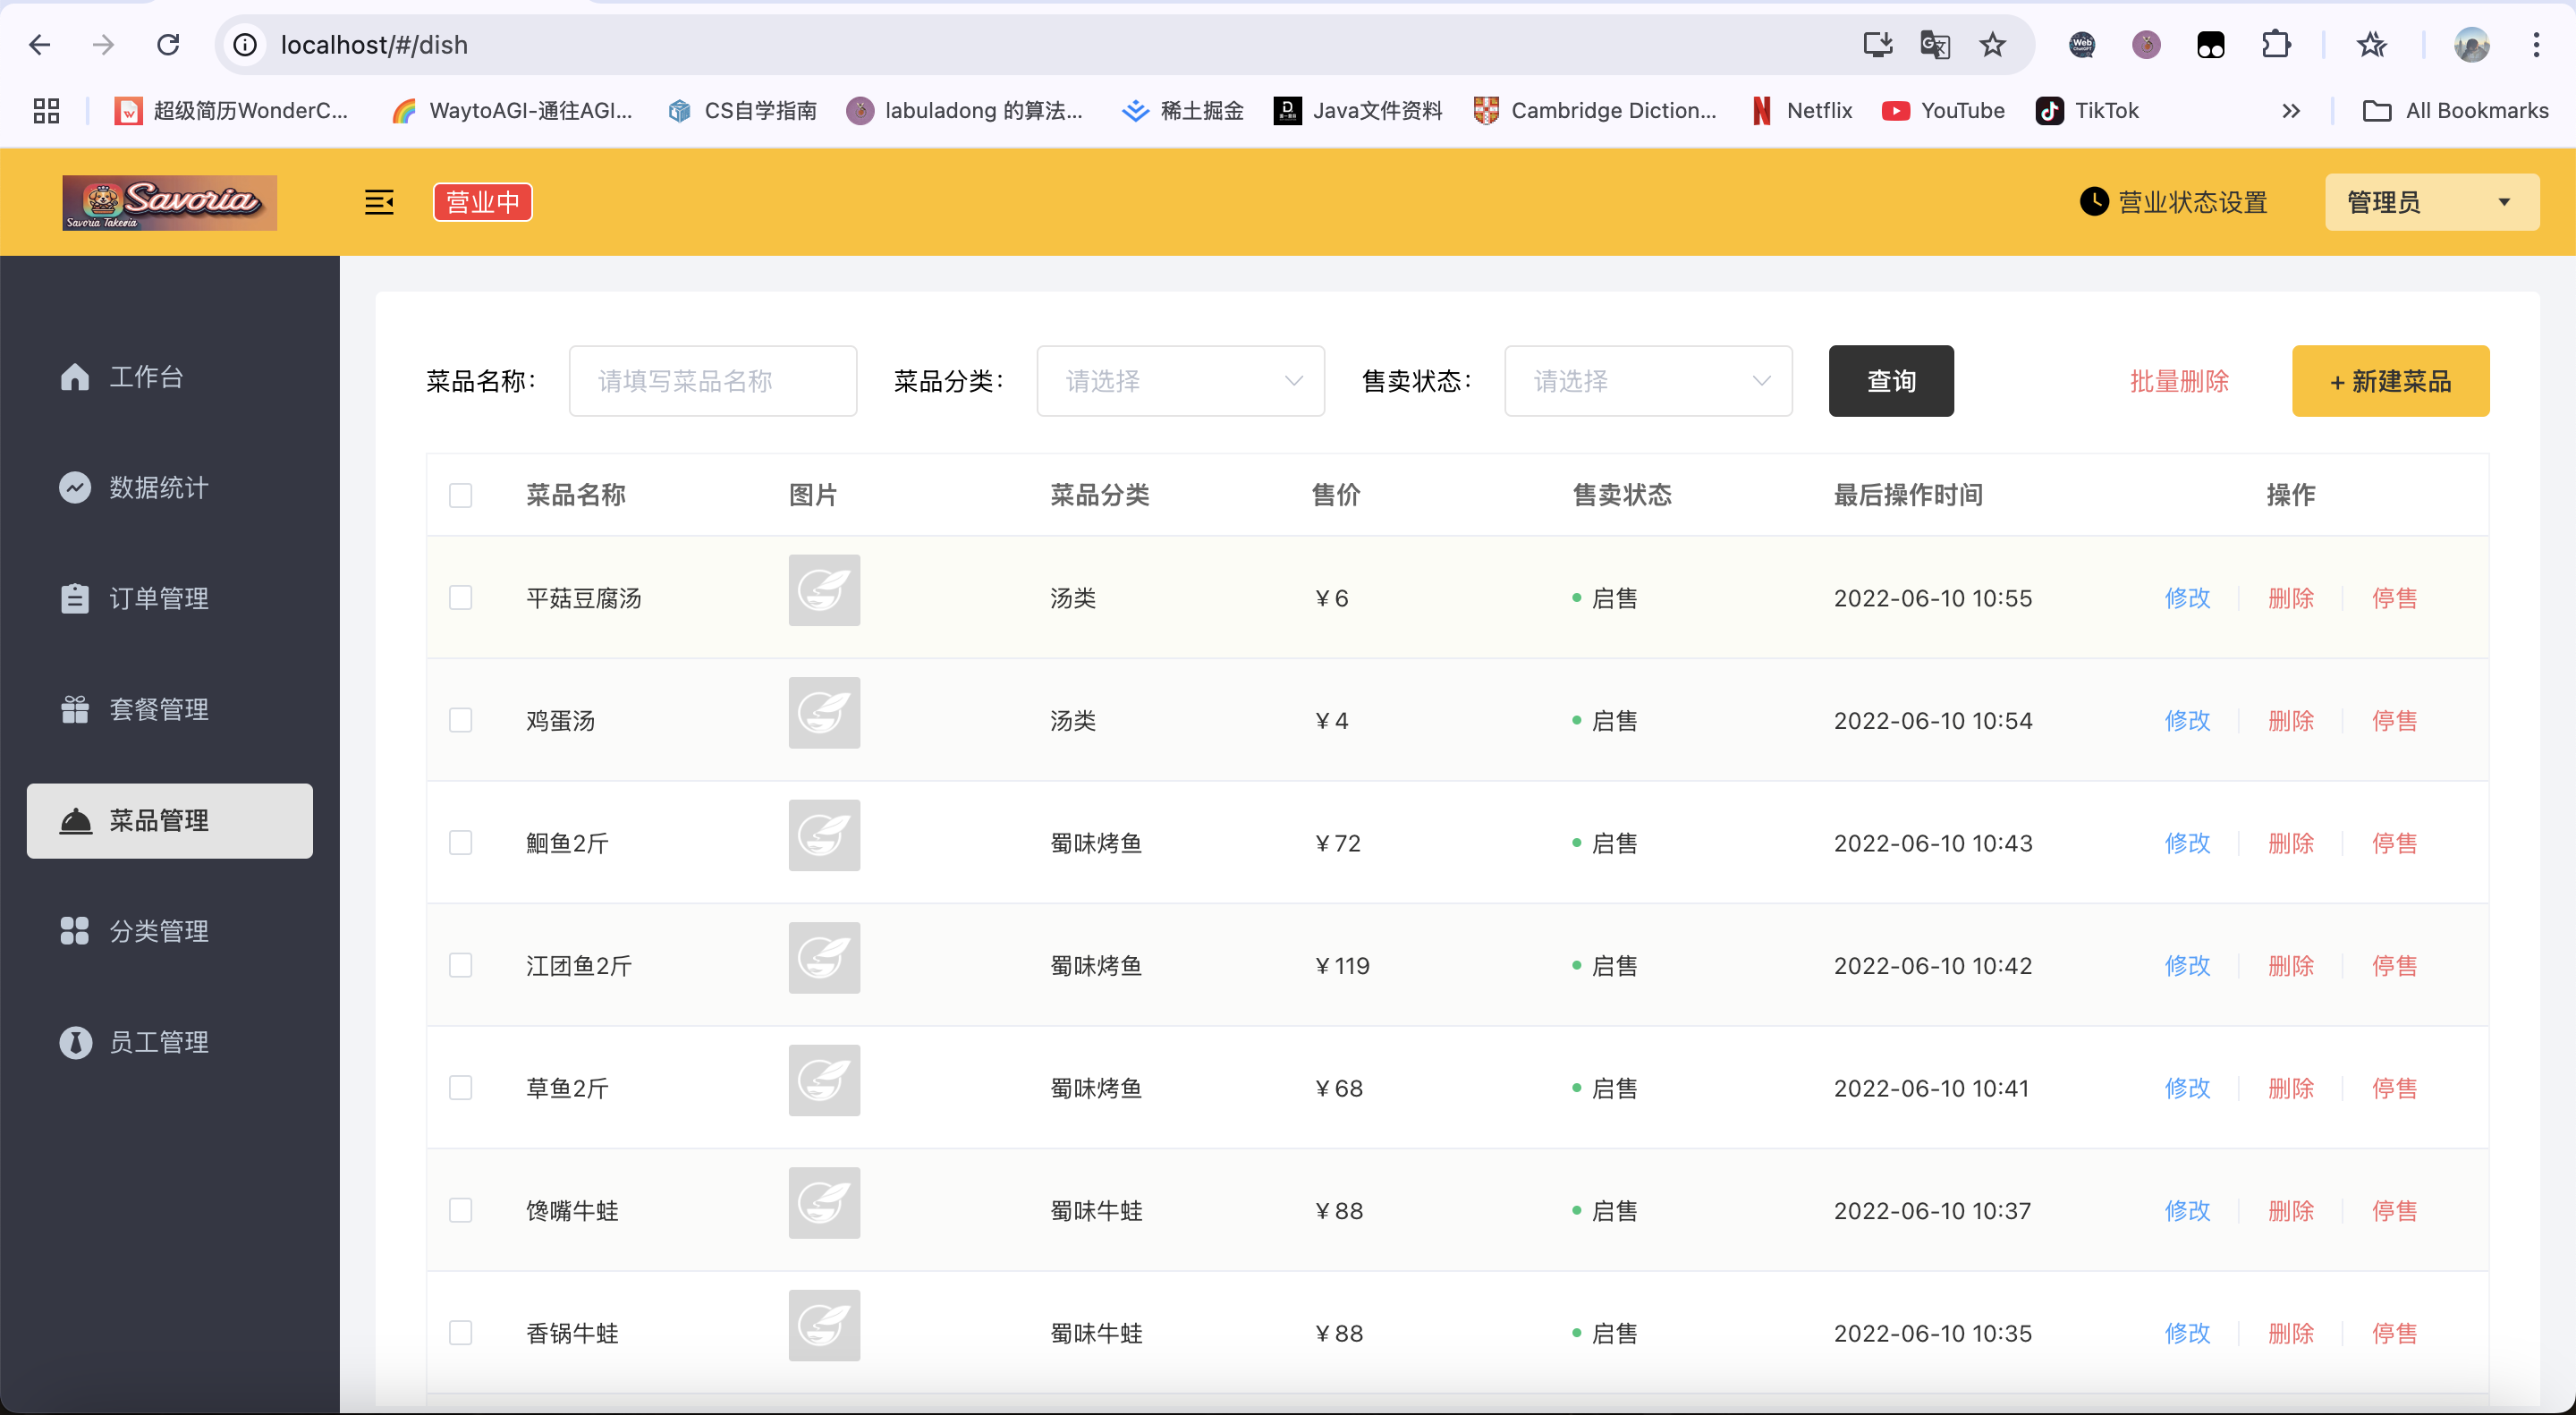 localhost/#/dish
超级简历WonderC... WaytoAGI-通往AGI... CS自学指南 labuladong 的算法... 稀土掘金 Java文件资料 Cambridge Diction... Netflix YouTube TikTok All Bookmarks
Savoria
Savoria Takeria
营业中 营业状态设置 管理员
工作台
数据统计
订单管理
套餐管理
菜品管理
分类管理
员工管理
菜品名称: 请填写菜品名称 菜品分类: 请选择 售卖状态: 请选择 查询 批量删除 + 新建菜品
菜品名称 图片 菜品分类 售价 售卖状态 最后操作时间 操作
平菇豆腐汤 汤类 ￥6 启售 2022-06-10 10:55 修改 删除 停售
鸡蛋汤 汤类 ￥4 启售 2022-06-10 10:54 修改 删除 停售
鮰鱼2斤 蜀味烤鱼 ￥72 启售 2022-06-10 10:43 修改 删除 停售
江团鱼2斤 蜀味烤鱼 ￥119 启售 2022-06-10 10:42 修改 删除 停售
草鱼2斤 蜀味烤鱼 ￥68 启售 2022-06-10 10:41 修改 删除 停售
馋嘴牛蛙 蜀味牛蛙 ￥88 启售 2022-06-10 10:37 修改 删除 停售
香锅牛蛙 蜀味牛蛙 ￥88 启售 2022-06-10 10:35 修改 删除 停售